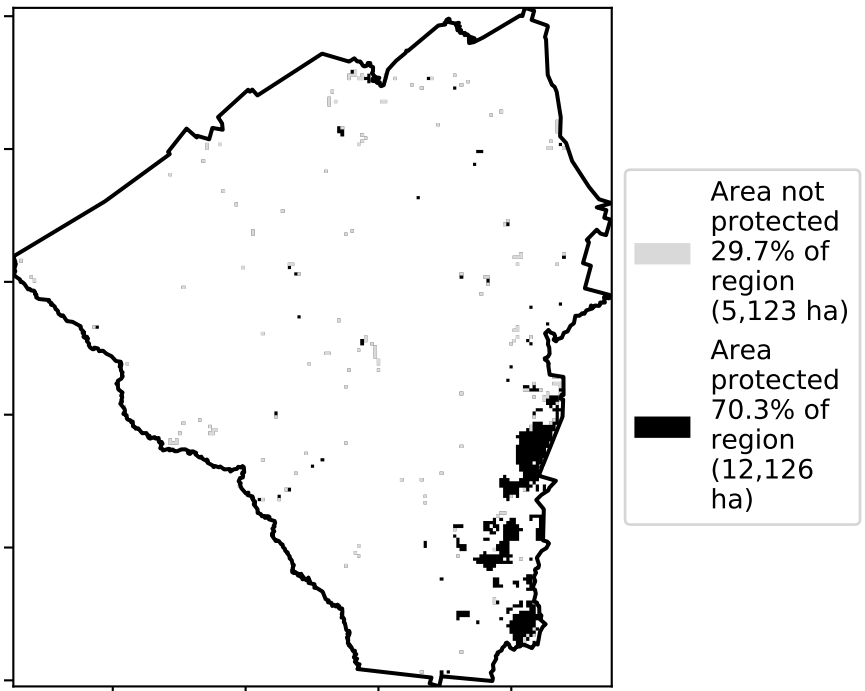 Area not
protected
29.7% of
region
(5,123 ha)
Area
protected
70.3% of
region
(12,126
ha)